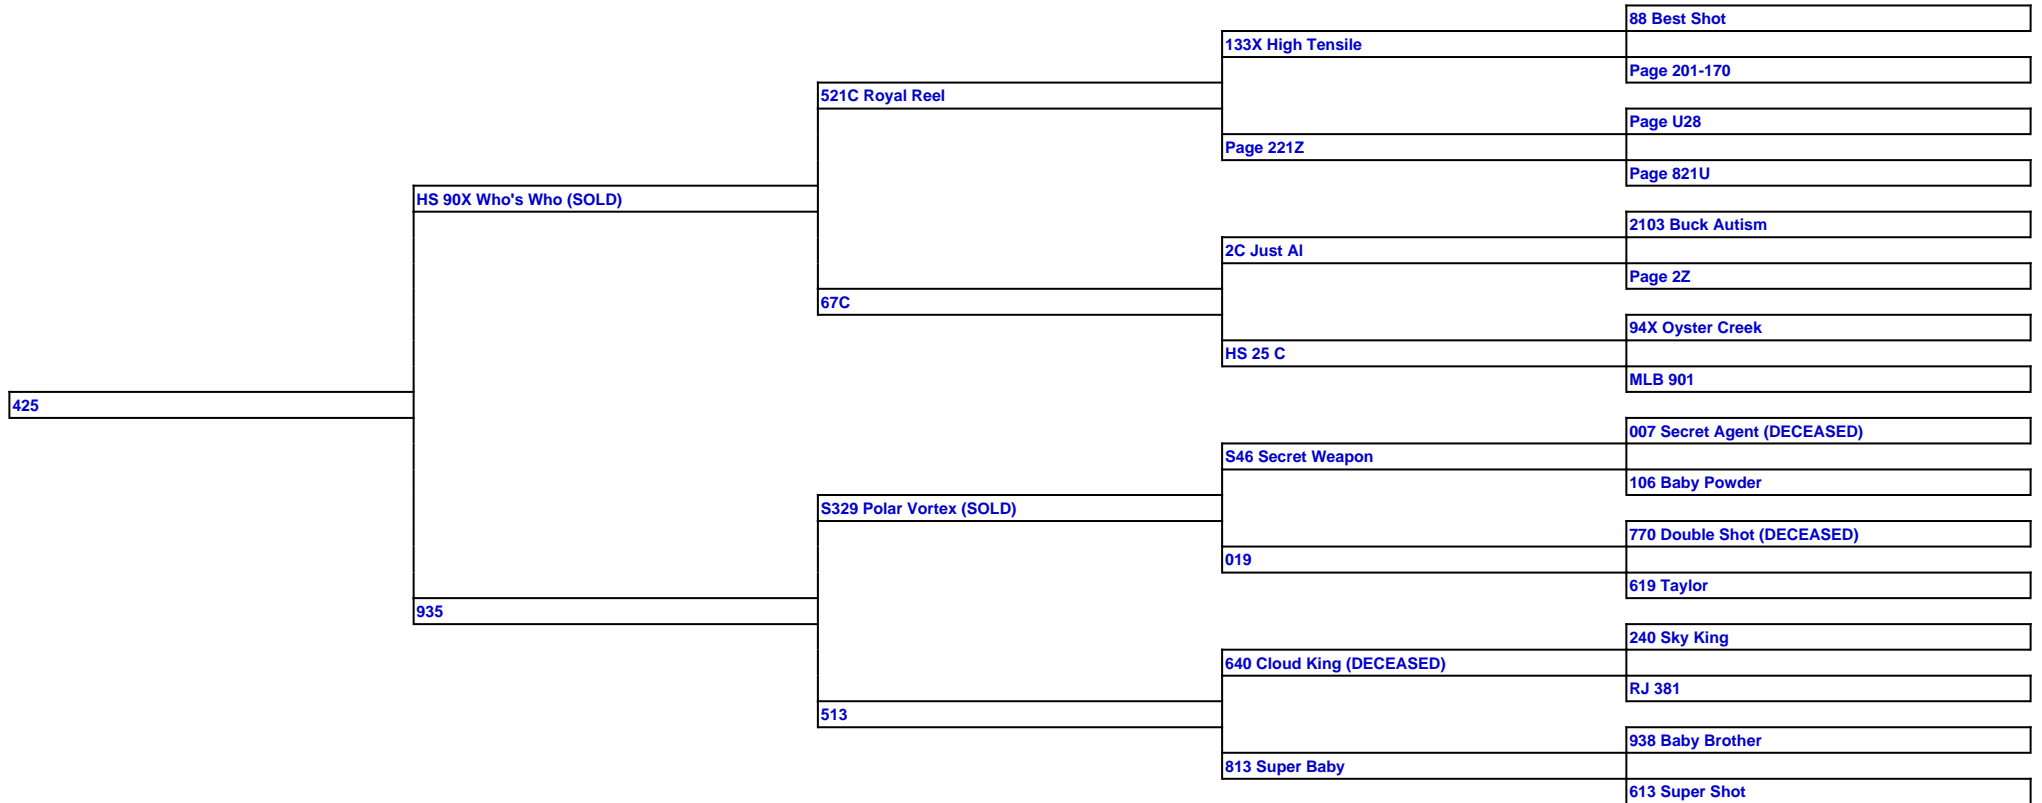 88 Best Shot
133X High Tensile
Page 201-170
521C Royal Reel
Page U28
Page 221Z
Page 821U
HS 90X Who's Who (SOLD)
2103 Buck Autism
2C Just AI
Page 2Z
67C
94X Oyster Creek
HS 25 C
MLB 901
425
007 Secret Agent (DECEASED)
S46 Secret Weapon
106 Baby Powder
S329 Polar Vortex (SOLD)
770 Double Shot (DECEASED)
019
619 Taylor
935
240 Sky King
640 Cloud King (DECEASED)
RJ 381
513
938 Baby Brother
813 Super Baby
613 Super Shot